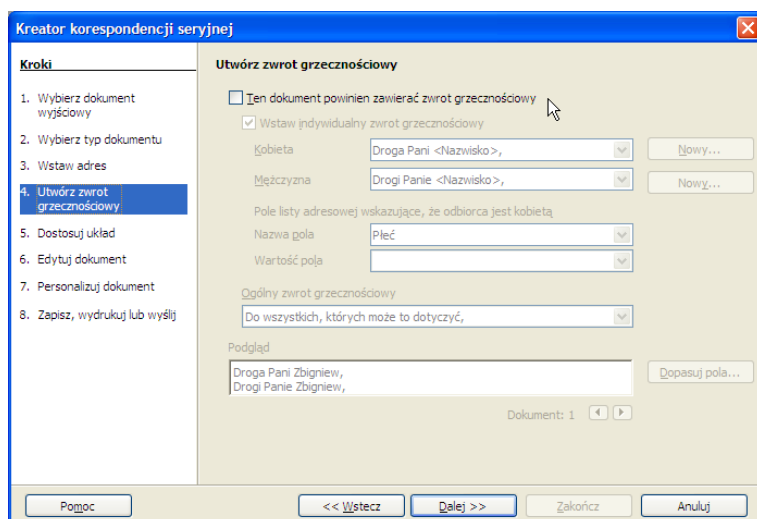 Kreator korespondencji seryjnej
Kroki
1. Wybierz dokument
wyjściowy
2. Wybierz typ dokumentu
3. Wstaw adres
4. Utwórz zwrot
grzecznościowy
5. Dostosuj układ
6. Edytuj dokument
7. Personalizuj dokument
8. Zapisz, wydrukuj lub wyślij
Utwórz zwrot grzecznościowy
Ten dokument powinien zawierać zwrot grzecznościowy
Wstaw indywidualny zwrot grzecznościowy
Kobieta Droga Pani <Nazwisko>, Nowy...
Mężczyzna Drogi Panie <Nazwisko>, Nowy...
Pole listy adresowej wskazujące, że odbiorca jest kobietą
Nazwa pola Płeć
Wartość pola
Ogólny zwrot grzecznościowy
Do wszystkich, których może to dotyczyć,
Podgląd
Droga Pani Zbigniew,
Drogi Panie Zbigniew,
Dopasuj pola...
Dokument: 1
Pomoc << Wstecz Dalej >> Zakończ Anuluj